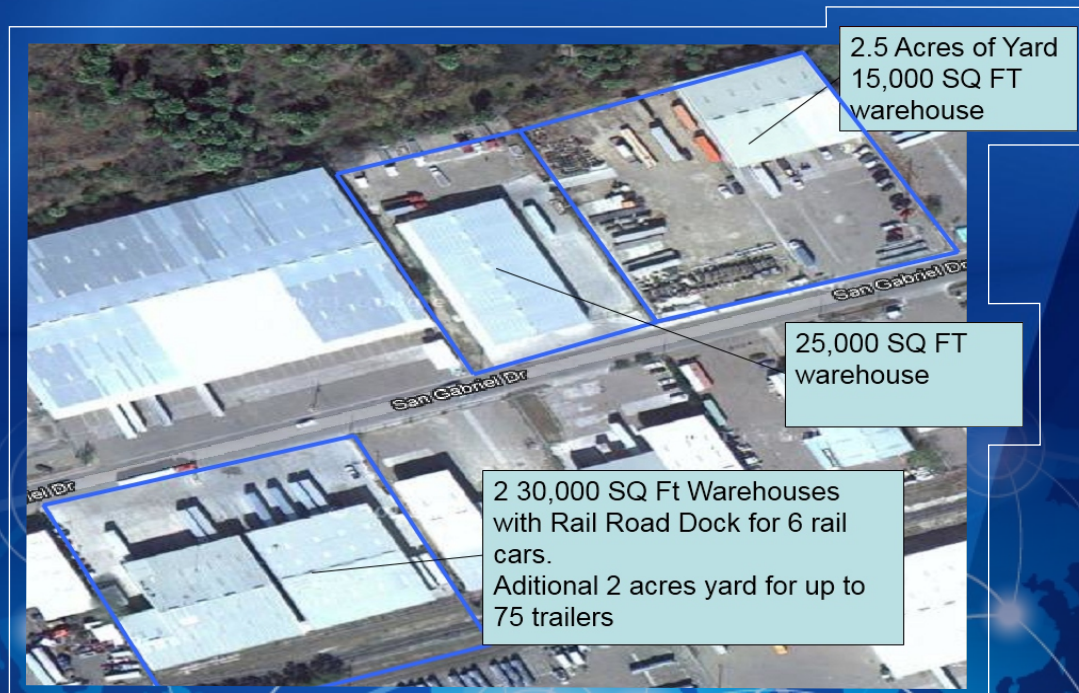 2.5 Acres of Yard
15,000 SQ FT
warehouse
San Gabriel Dr
25,000 SQ FT
warehouse
San Gabriel Dr
iel Dr
2 30,000 SQ Ft Warehouses
with Rail Road Dock for 6 rail
cars.
Aditional 2 acres yard for up to
75 trailers